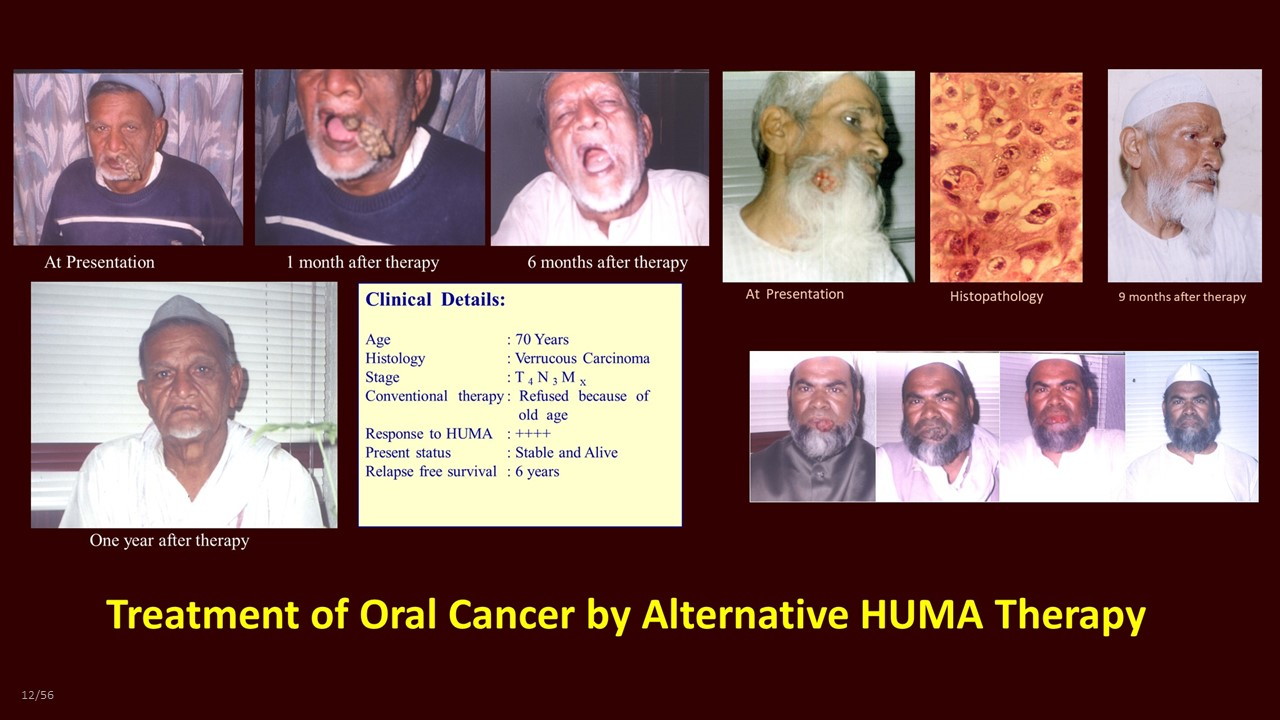 At Presentation
1 month after therapy
6 months after therapy
At Presentation
Histopathology
9 months after therapy
One year after therapy
Clinical Details:
Age : 70 Years
Histology : Verrucous Carcinoma
Stage : T 4 N 3 M x
Conventional therapy : Refused because of
old age
Response to HUMA : ++++
Present status : Stable and Alive
Relapse free survival : 6 years
Treatment of Oral Cancer by Alternative HUMA Therapy
12/56